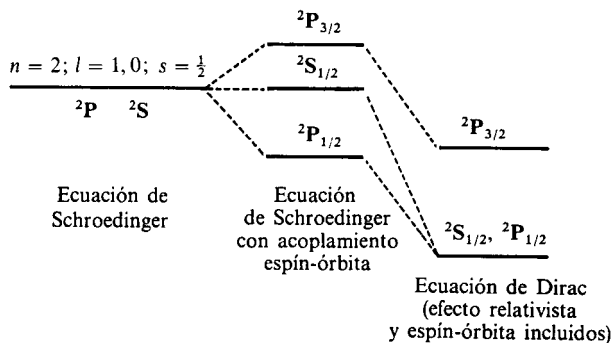 ²P₃/₂
n = 2; l = 1, 0; s = ½
²S₁/₂
²P ²S
²P₁/₂
²P₃/₂
Ecuación de
Schroedinger
Ecuación
de Schroedinger
con acoplamiento
espín-órbita
²S₁/₂, ²P₁/₂
Ecuación de Dirac
(efecto relativista
y espín-órbita incluidos)